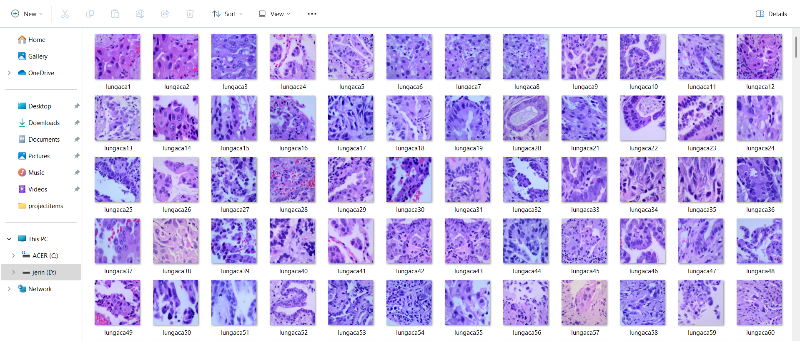 New
Sort
View
Details
Home
Gallery
OneDrive
Desktop
Downloads
Documents
Pictures
Music
Videos
projectitems
This PC
ACER (C:)
jerin (D:)
Network
lungaca1 lungaca2 lungaca3 lungaca4 lungaca5 lungaca6 lungaca7 lungaca8 lungaca9 lungaca10 lungaca11 lungaca12
lungaca13 lungaca14 lungaca15 lungaca16 lungaca17 lungaca18 lungaca19 lungaca20 lungaca21 lungaca22 lungaca23 lungaca24
lungaca25 lungaca26 lungaca27 lungaca28 lungaca29 lungaca30 lungaca31 lungaca32 lungaca33 lungaca34 lungaca35 lungaca36
lungaca37 lungaca38 lungaca39 lungaca40 lungaca41 lungaca42 lungaca43 lungaca44 lungaca45 lungaca46 lungaca47 lungaca48
lungaca49 lungaca50 lungaca51 lungaca52 lungaca53 lungaca54 lungaca55 lungaca56 lungaca57 lungaca58 lungaca59 lungaca60